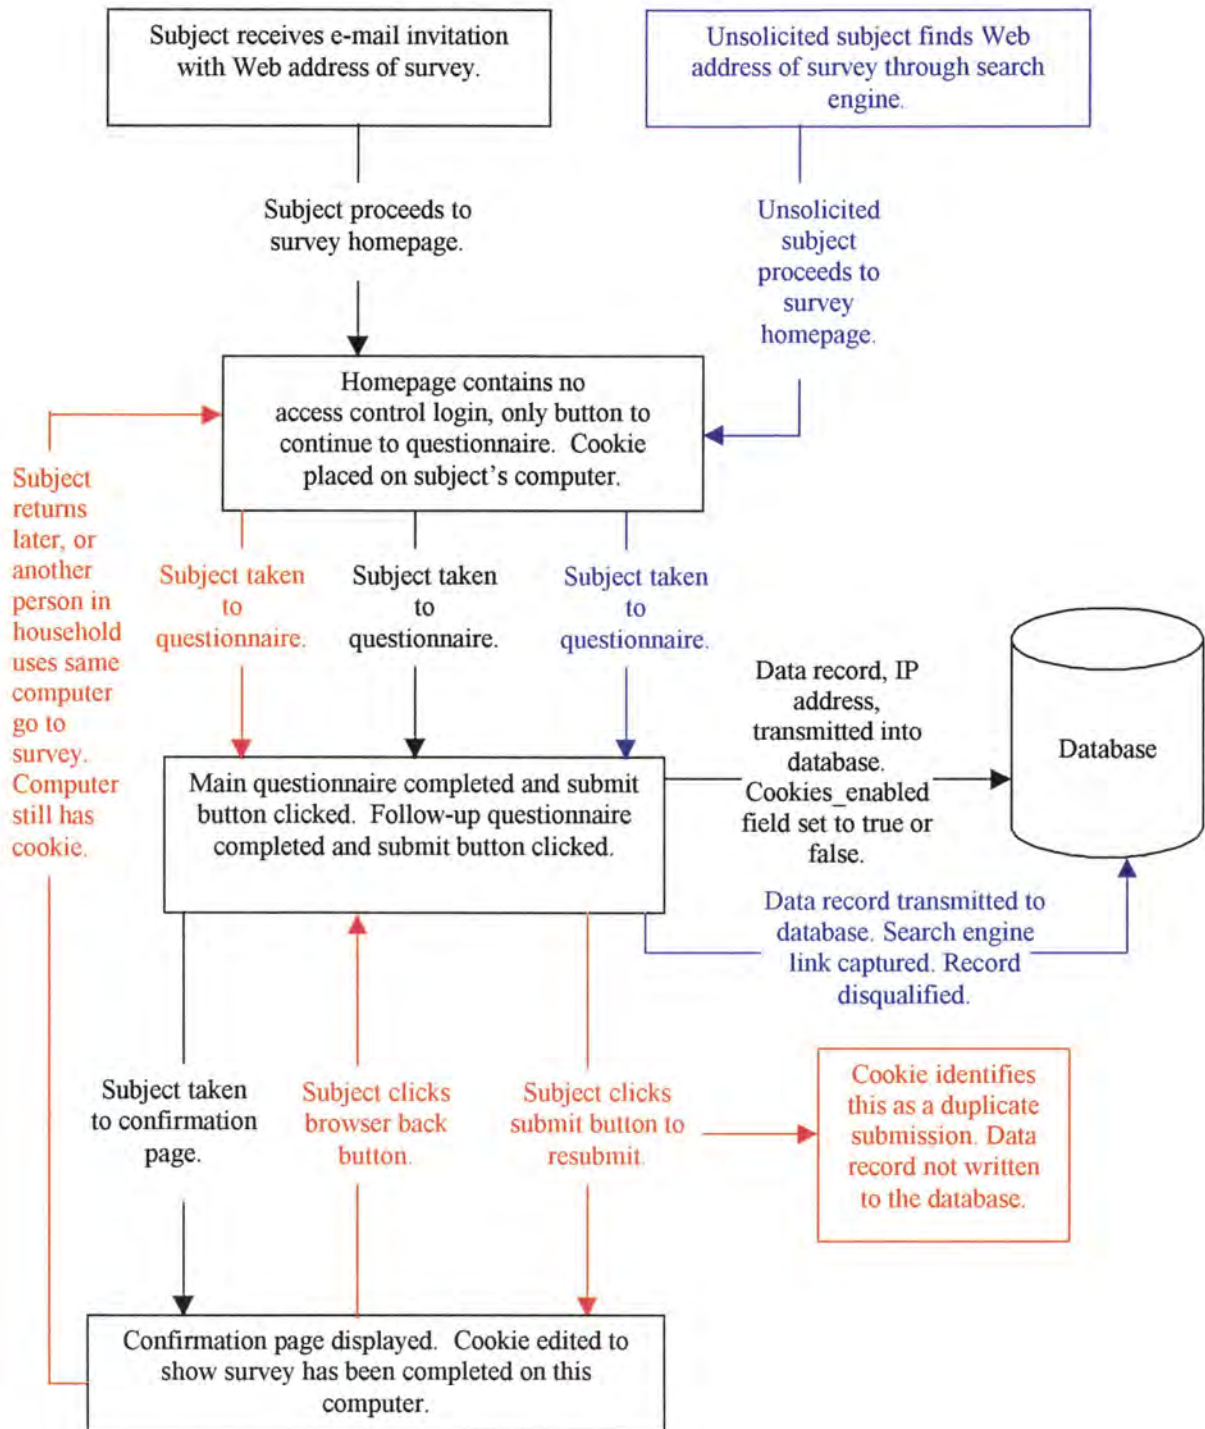 Subject receives e-mail invitation
with Web address of survey.
Unsolicited subject finds Web
address of survey through search
engine.
Subject proceeds to
survey homepage.
Unsolicited
subject
proceeds to
survey
homepage.
Homepage contains no
access control login, only button to
continue to questionnaire. Cookie
placed on subject's computer.
Subject
returns
later, or
another
person in
household
uses same
computer
go to
survey.
Computer
still has
cookie.
Subject taken
to
questionnaire.
Subject taken
to
questionnaire.
Subject taken
to
questionnaire.
Data record, IP
address,
transmitted into
database.
Cookies_enabled
field set to true or
false.
Database
Main questionnaire completed and submit
button clicked. Follow-up questionnaire
completed and submit button clicked.
Data record transmitted to
database. Search engine
link captured. Record
disqualified.
Subject taken
to confirmation
page.
Subject clicks
browser back
button.
Subject clicks
submit button to
resubmit.
Cookie identifies
this as a duplicate
submission. Data
record not written
to the database.
Confirmation page displayed. Cookie edited to
show survey has been completed on this
computer.